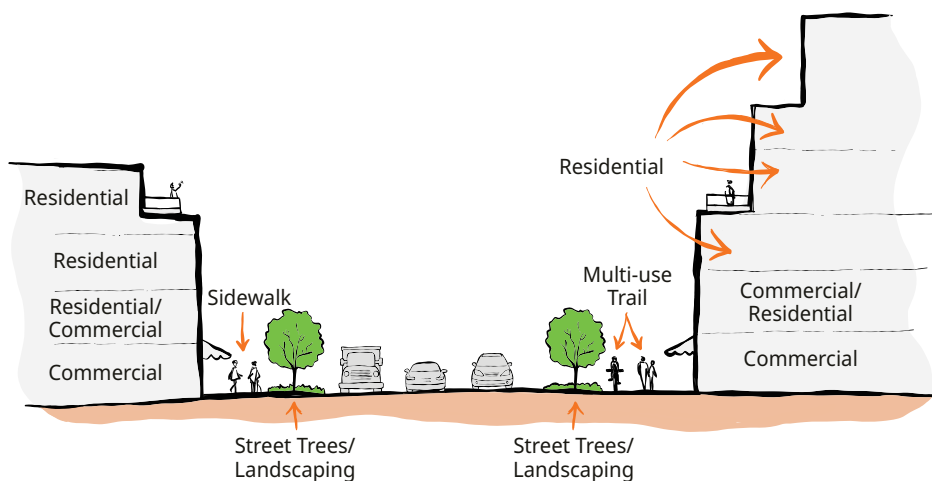 Residential
Residential
Residential/
Commercial
Commercial
Sidewalk
Street Trees/
Landscaping
Residential
Multi-use
Trail
Commercial/
Residential
Commercial
Street Trees/
Landscaping